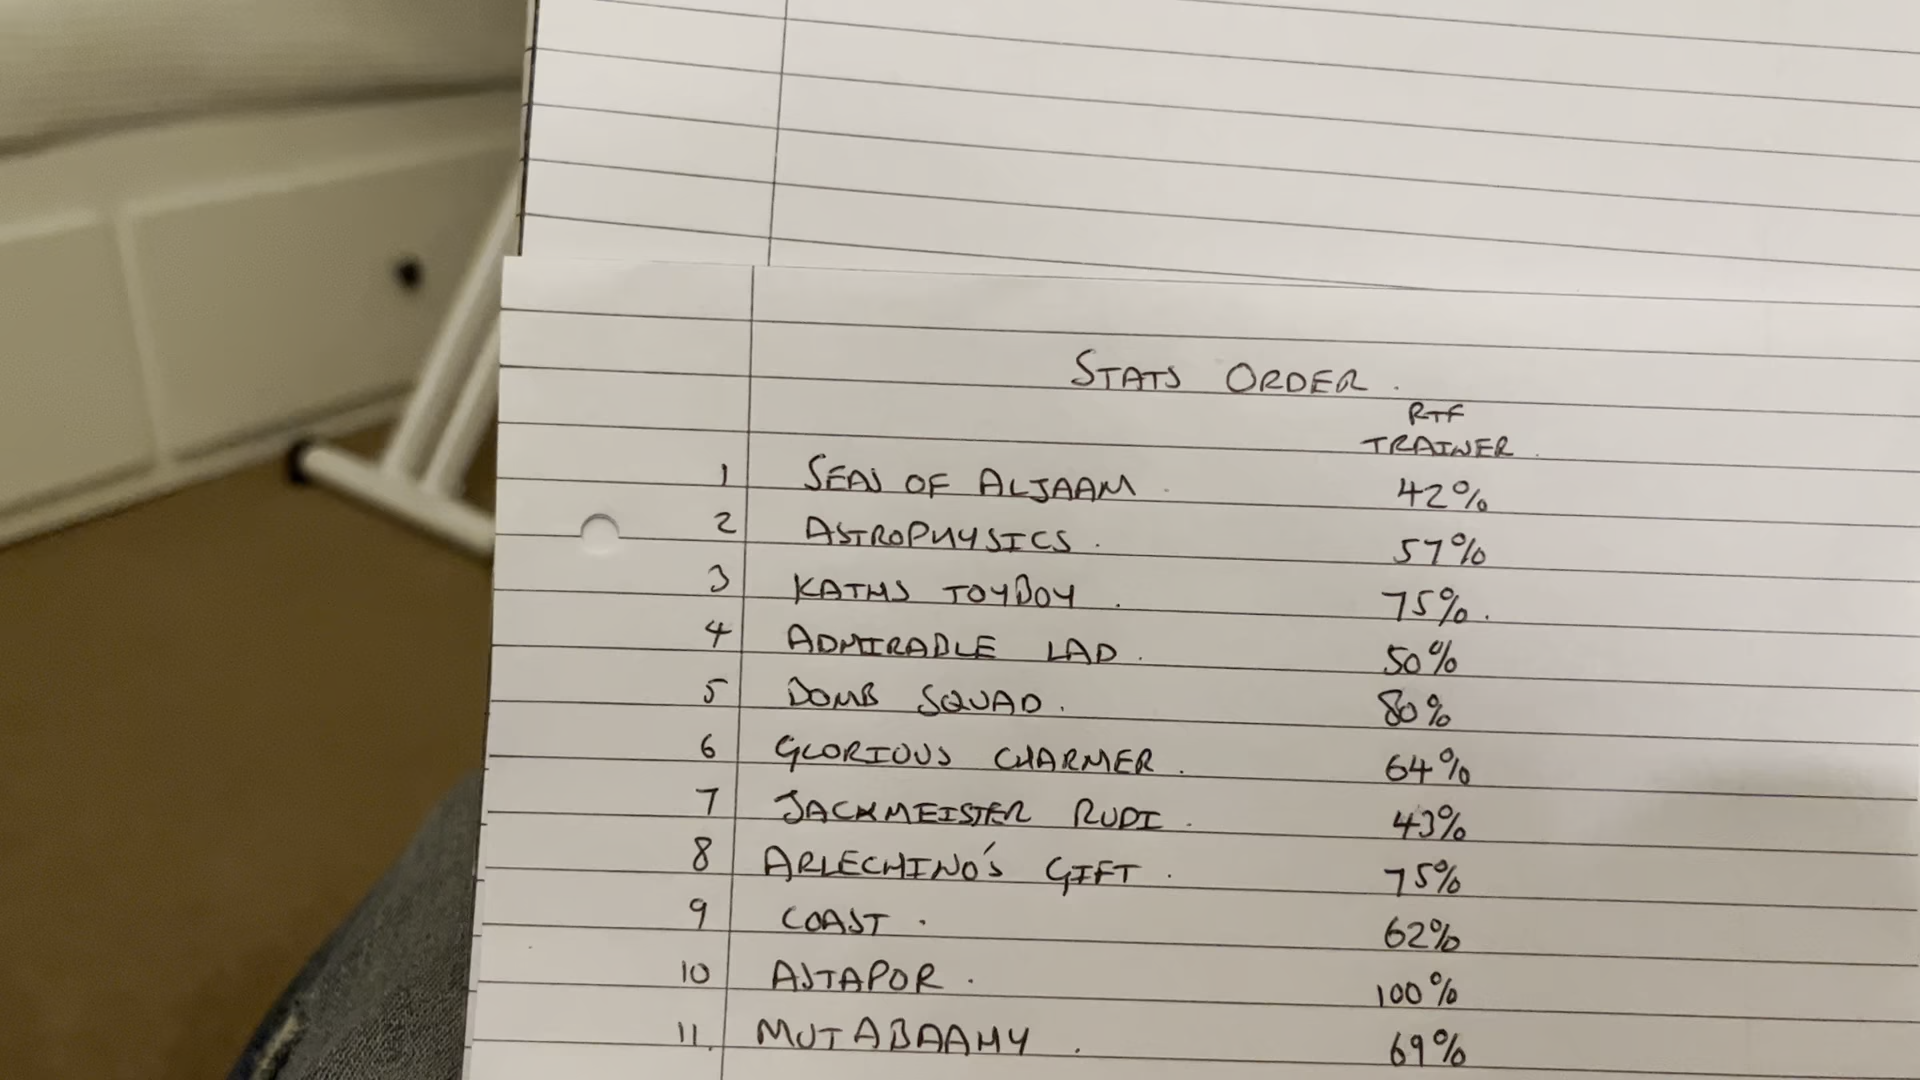 STATS ORDER.
RTF
TRAINER.
1 SEAS OF ALJAAM. 42%
2 ASTROPHYSICS. 57%
3 KATHS TOYBOY. 75%.
4 ADMIRABLE LAD. 50%
5 BOMB SQUAD. 80%
6 GLORIOUS CHARMER. 64%
7 JACKMEISTER RUDI. 43%
8 ARLECHINO'S GIFT. 75%
9 COAST. 62%
10 ASTAPOR. 100%
11. MUTABAAHY. 69%